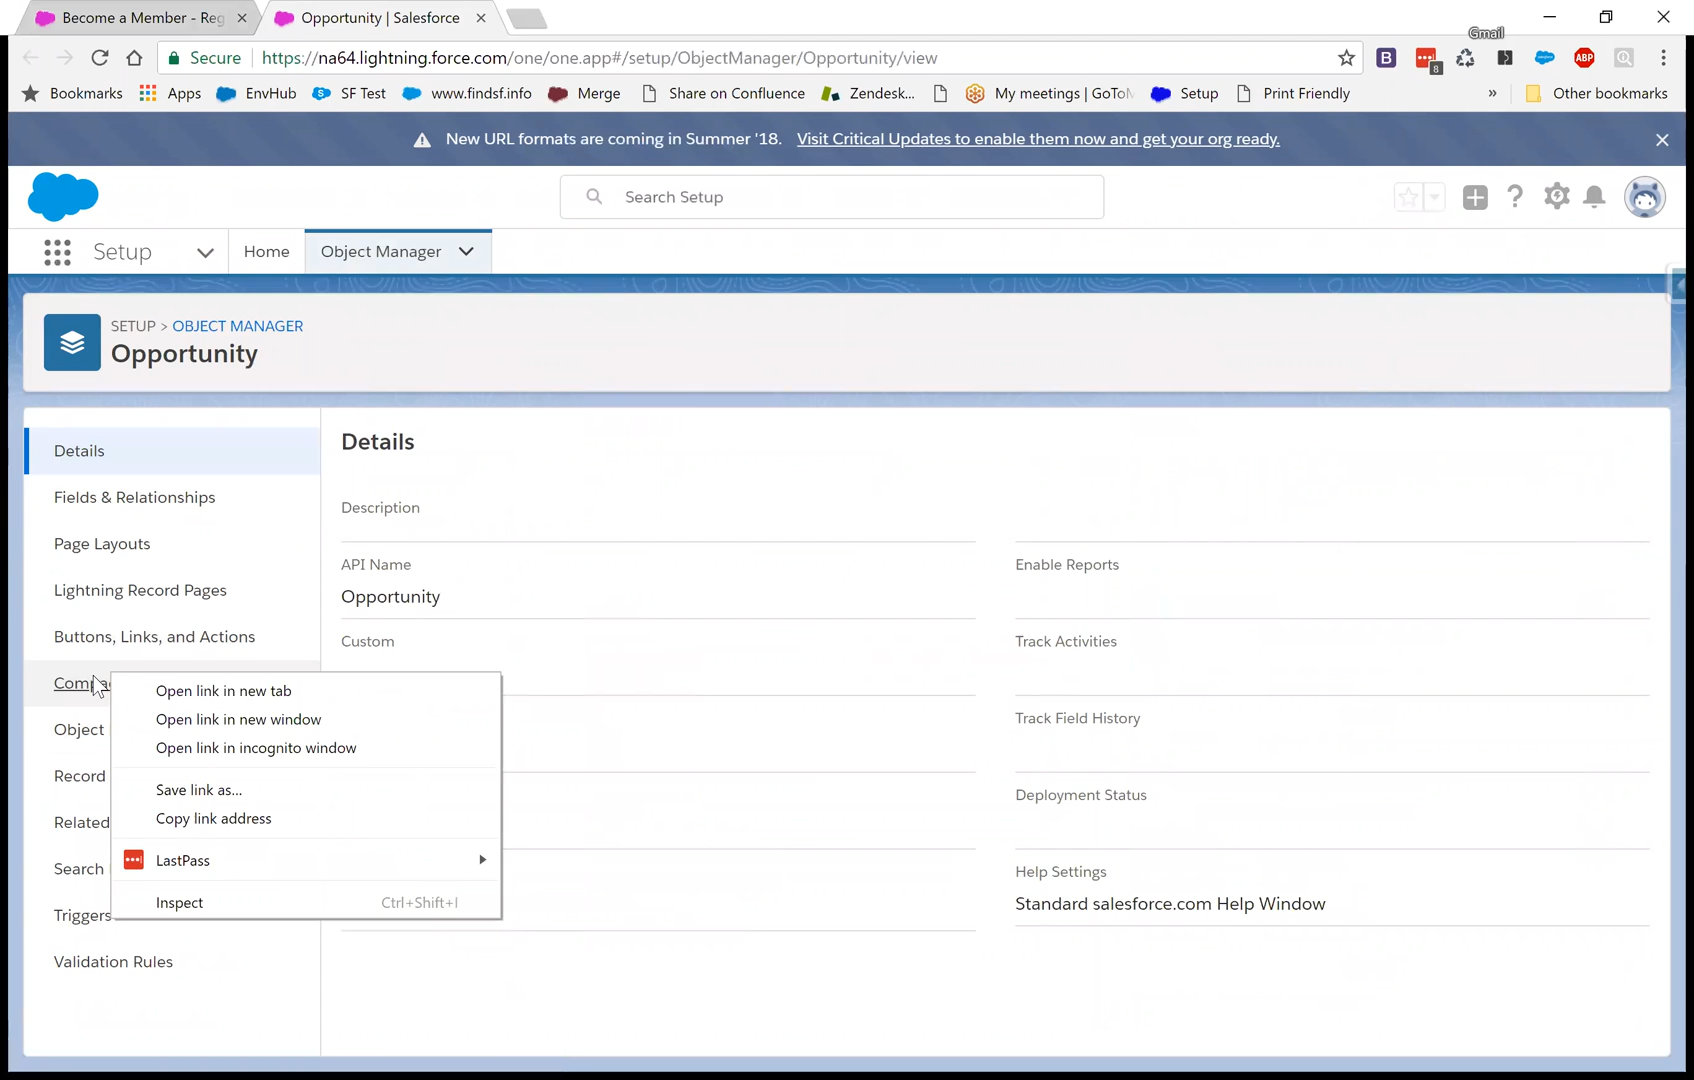 Become a Member - Reg
Opportunity | Salesforce
Gmail
Secure
https://na64.lightning.force.com/one/one.app#/setup/ObjectManager/Opportunity/view
B
8
ABP
Bookmarks
Apps
EnvHub
SF Test
www.findsf.info
Merge
Share on Confluence
Zendesk...
My meetings | GoToM
Setup
Print Friendly
»
Other bookmarks
New URL formats are coming in Summer '18. Visit Critical Updates to enable them now and get your org ready.
Search Setup
Setup
Home
Object Manager
SETUP > OBJECT MANAGER
Opportunity
Details
Fields & Relationships
Page Layouts
Lightning Record Pages
Buttons, Links, and Actions
Compac
Object
Record
Related
Search
Triggers
Validation Rules
Open link in new tab
Open link in new window
Open link in incognito window
Save link as...
Copy link address
LastPass
Inspect Ctrl+Shift+I
Details
Description
API Name
Opportunity
Custom
Enable Reports
Track Activities
Track Field History
Deployment Status
Help Settings
Standard salesforce.com Help Window